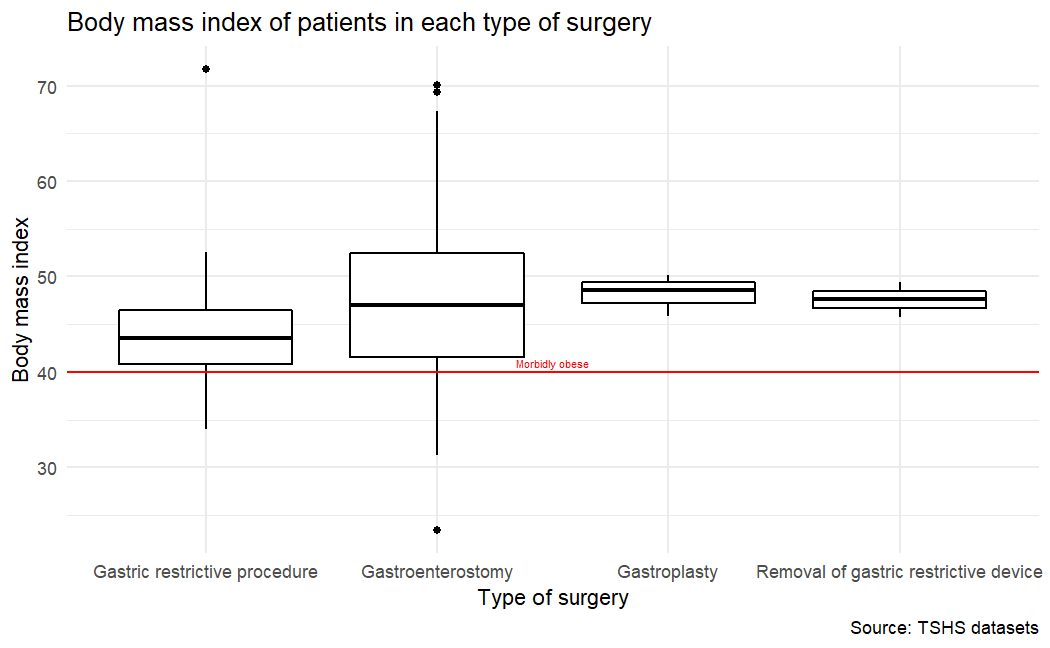 Body mass index of patients in each type of surgery
70
60
50
40
30
Body mass index
Morbidly obese
Gastric restrictive procedure
Gastroenterostomy
Gastroplasty
Removal of gastric restrictive device
Type of surgery
Source: TSHS datasets